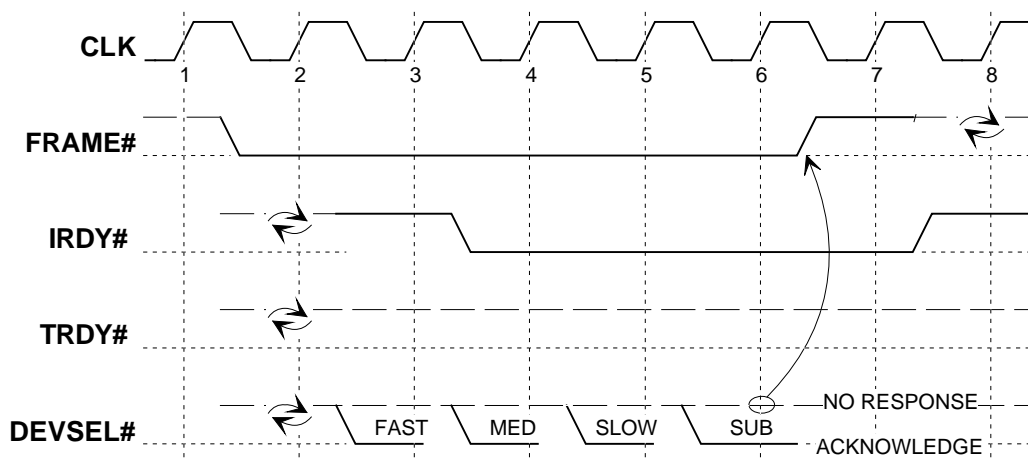 CLK
1 2 3 4 5 6 7 8
FRAME#
IRDY#
TRDY#
DEVSEL#
FAST MED SLOW SUB
NO RESPONSE
ACKNOWLEDGE